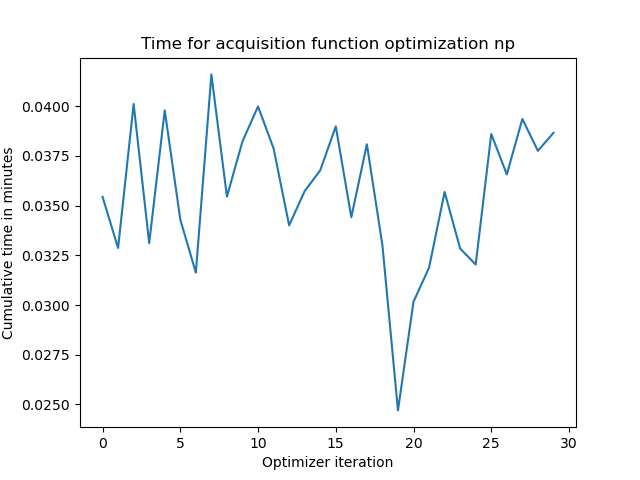 Time for acquisition function optimization np
Cumulative time in minutes
0.0400
0.0375
0.0350
0.0325
0.0300
0.0275
0.0250
0 5 10 15 20 25 30
Optimizer iteration